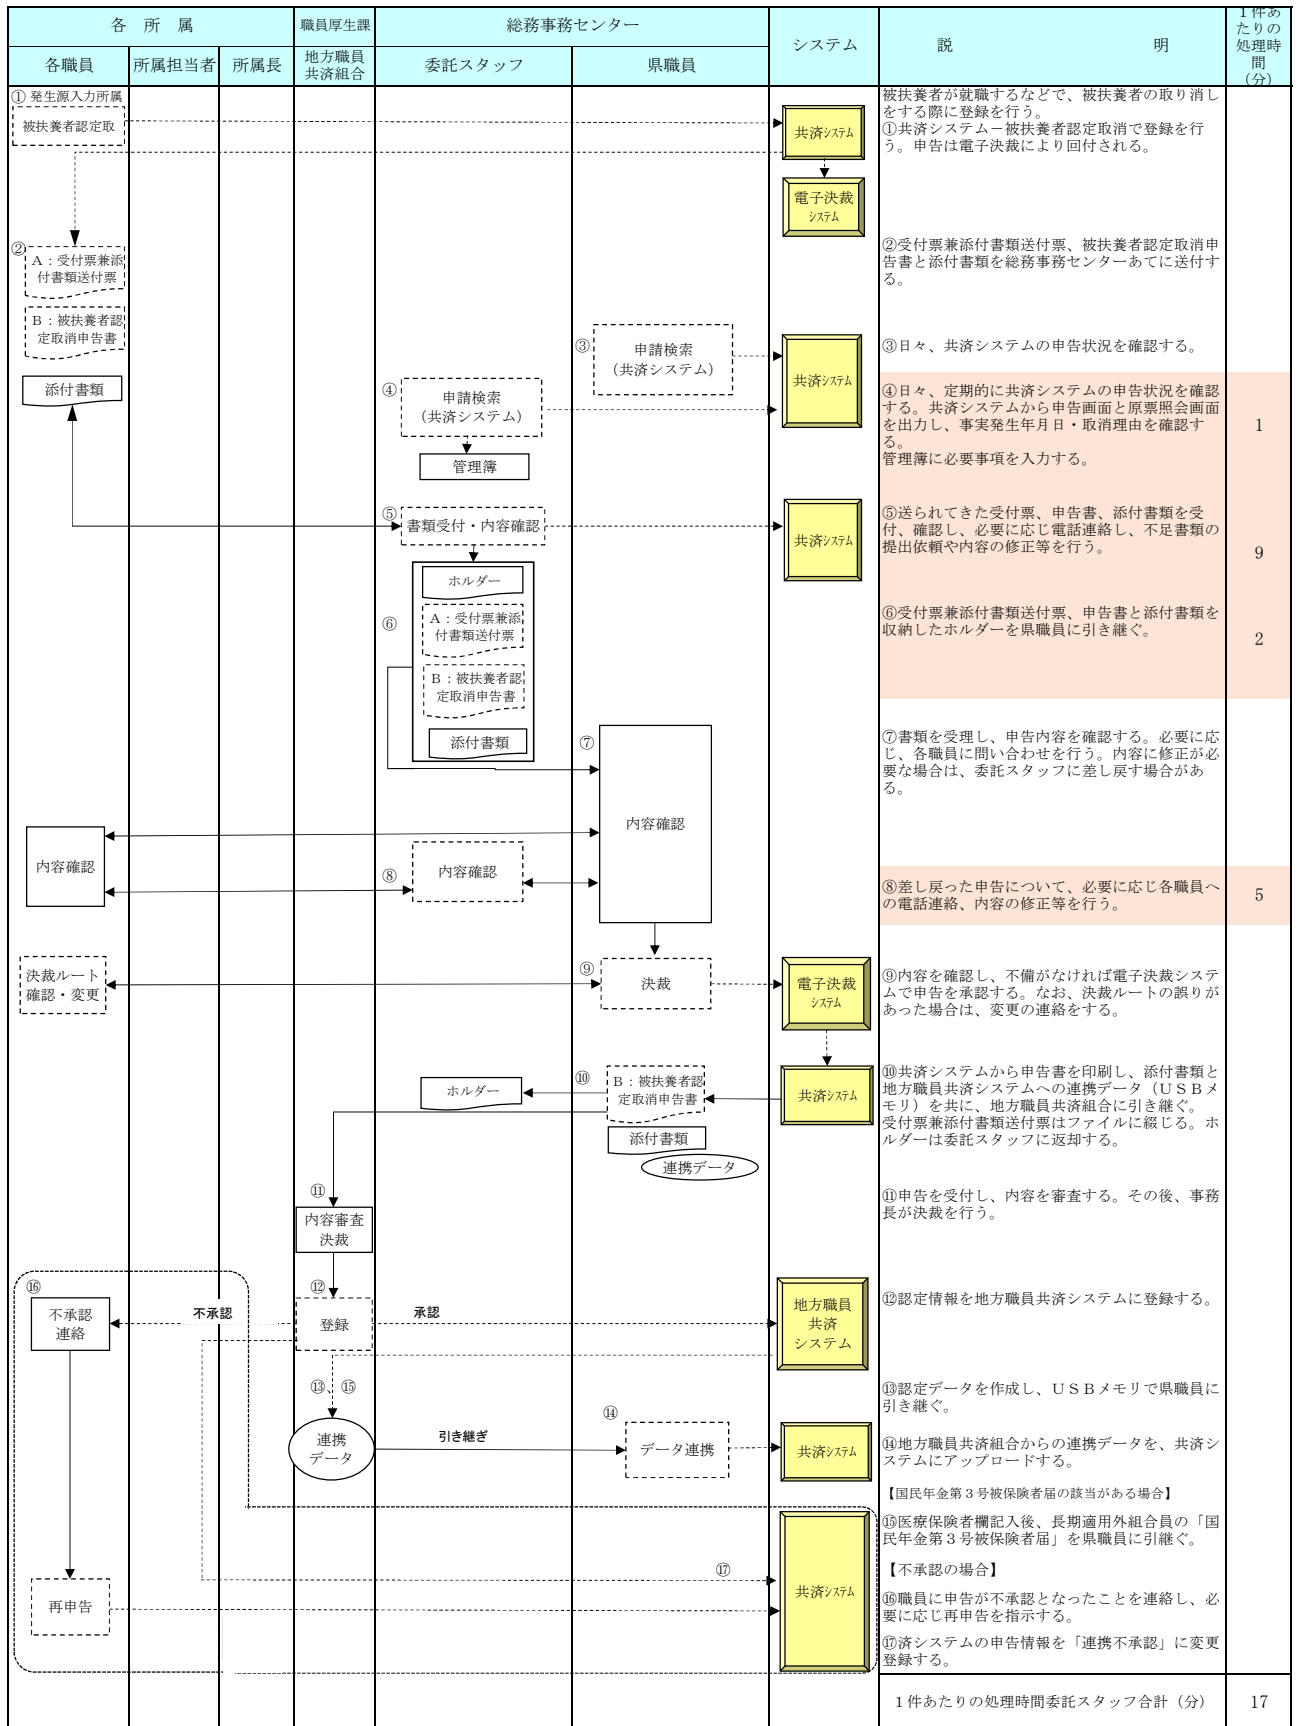 各　所　属
職員厚生課
総務事務センター
システム
説　　　　　明
１件あ
たりの
処理時
間
（分）
各職員
所属担当者
所属長
地方職員
共済組合
委託スタッフ
県職員
① 発生源入力所属
被扶養者認定取
共済システム
電子決裁
システム
被扶養者が就職するなどで、被扶養者の取り消し
をする際に登録を行う。
①共済システム－被扶養者認定取消で登録を行
う。申告は電子決裁により回付される。
②
Ａ：受付票兼添
付書類送付票
Ｂ：被扶養者認
定取消申告書
添付書類
②受付票兼添付書類送付票、被扶養者認定取消申
告書と添付書類を総務事務センターあてに送付す
る。
③
申請検索
（共済システム）
共済システム
③日々、共済システムの申告状況を確認する。
④
申請検索
（共済システム）
管理簿
④日々、定期的に共済システムの申告状況を確認
する。共済システムから申告画面と原票照会画面
を出力し、事実発生年月日・取消理由を確認す
る。
管理簿に必要事項を入力する。
1
⑤
書類受付・内容確認
共済システム
⑤送られてきた受付票、申告書、添付書類を受
付、確認し、必要に応じ電話連絡し、不足書類の
提出依頼や内容の修正等を行う。
9
ホルダー
⑥
Ａ：受付票兼添
付書類送付票
Ｂ：被扶養者認
定取消申告書
添付書類
⑥受付票兼添付書類送付票、申告書と添付書類を
収納したホルダーを県職員に引き継ぐ。
2
⑦
内容確認
⑦書類を受理し、申告内容を確認する。必要に応
じ、各職員に問い合わせを行う。内容に修正が必
要な場合は、委託スタッフに差し戻す場合があ
る。
内容確認
⑧
内容確認
⑧差し戻った申告について、必要に応じ各職員へ
の電話連絡、内容の修正等を行う。
5
決裁ルート
確認・変更
⑨
決裁
電子決裁
システム
⑨内容を確認し、不備がなければ電子決裁システ
ムで申告を承認する。なお、決裁ルートの誤りが
あった場合は、変更の連絡をする。
ホルダー
⑩
Ｂ：被扶養者認
定取消申告書
添付書類
連携データ
共済システム
⑩共済システムから申告書を印刷し、添付書類と
地方職員共済システムへの連携データ（ＵＳＢメ
モリ）を共に、地方職員共済組合に引き継ぐ。
受付票兼添付書類送付票はファイルに綴じる。ホ
ルダーは委託スタッフに返却する。
⑪
内容審査
決裁
⑪申告を受付し、内容を審査する。その後、事務
長が決裁を行う。
⑯
不承認
連絡
不承認
⑫
登録
承認
地方職員
共済
システム
⑫認定情報を地方職員共済システムに登録する。
⑬、⑮
連携
データ
引き継ぎ
⑬認定データを作成し、ＵＳＢメモリで県職員に
引き継ぐ。
⑭
データ連携
共済システム
⑭地方職員共済組合からの連携データを、共済シ
ステムにアップロードする。
【国民年金第３号被保険者届の該当がある場合】
⑮医療保険者欄記入後、長期適用外組合員の「国
民年金第３号被保険者届」を県職員に引継ぐ。
【不承認の場合】
再申告
⑰
共済システム
⑯職員に申告が不承認となったことを連絡し、必
要に応じ再申告を指示する。
⑰済システムの申告情報を「連携不承認」に変更
登録する。
１件あたりの処理時間委託スタッフ合計（分）
17